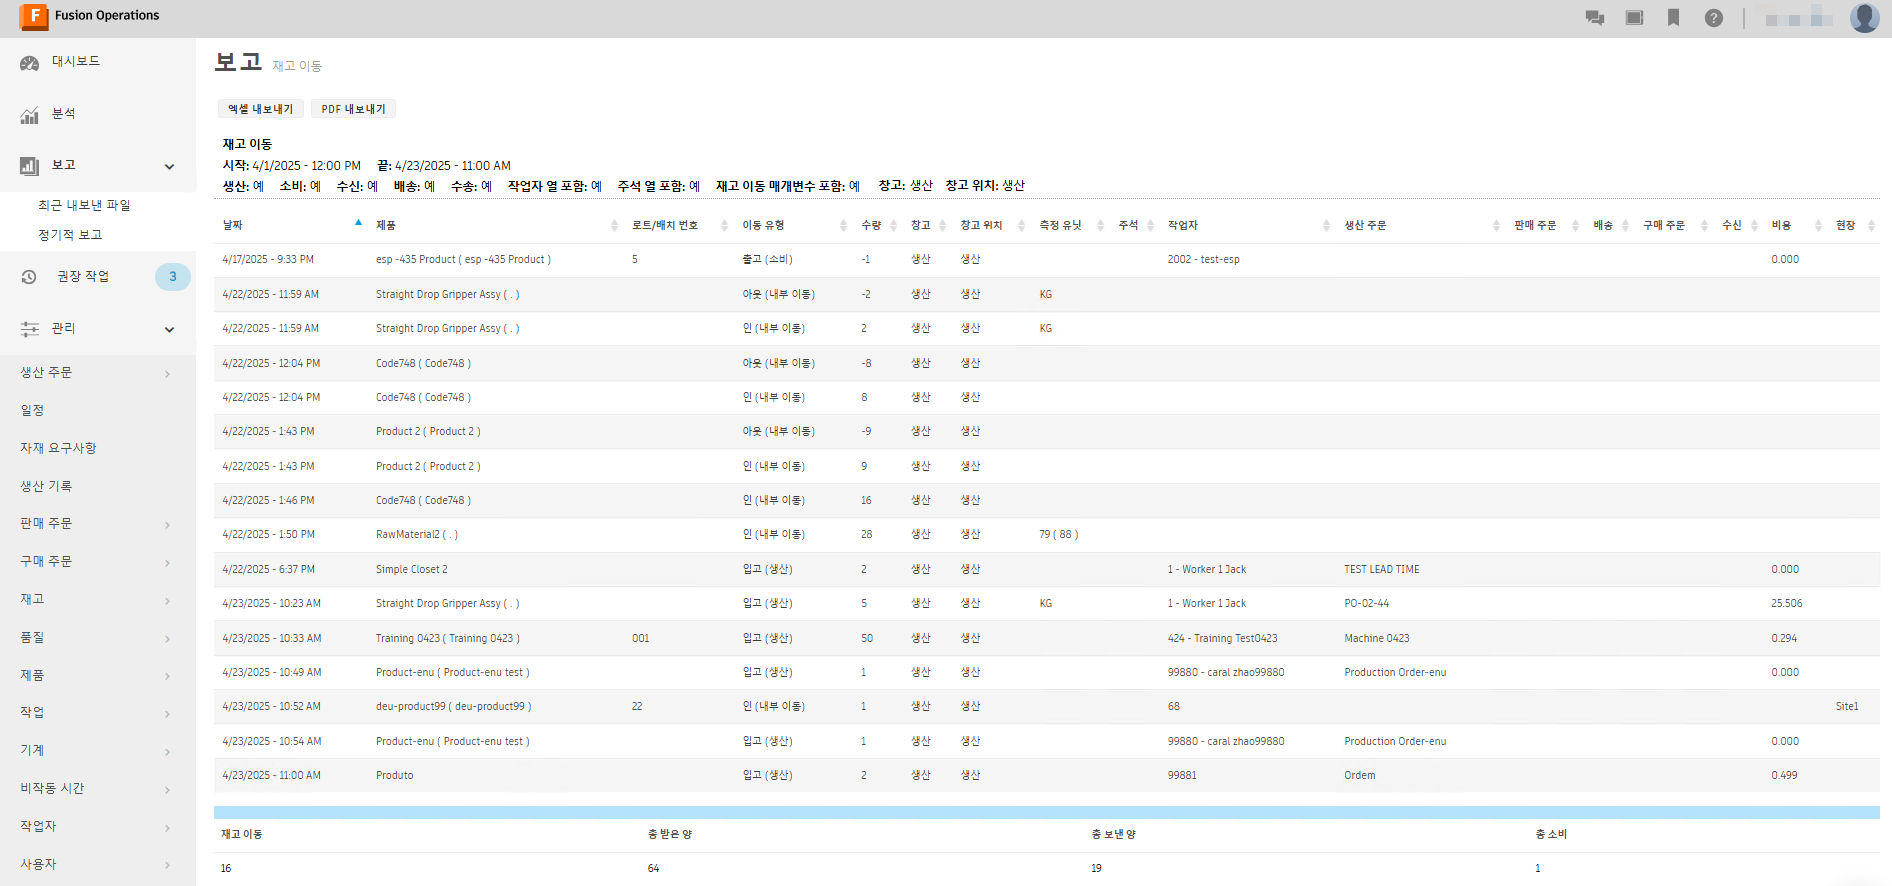 F Fusion Operations
?
대시보드
분석
보고
최근 내보낸 파일
정기적 보고
권장 작업 3
관리
생산 주문
일정
자재 요구사항
생산 기록
판매 주문
구매 주문
재고
품질
제품
작업
기계
비작동 시간
작업자
사용자
보고 재고 이동
엑셀 내보내기 PDF 내보내기
재고 이동
시작: 4/1/2025 - 12:00 PM 끝: 4/23/2025 - 11:00 AM
생산: 예 소비: 예 수신: 예 배송: 예 수송: 예 작업자 열 포함: 예 주석 열 포함: 예 재고 이동 매개변수 포함: 예 창고: 생산 창고 위치: 생산
날짜 제품 로트/배치 번호 이동 유형 수량 창고 창고 위치 측정 유닛 주석 작업자 생산 주문 판매 주문 배송 구매 주문 수신 비용 현장
4/17/2025 - 9:33 PM esp -435 Product ( esp -435 Product ) 5 출고 (소비) -1 생산 생산 2002 - test-esp 0.000
4/22/2025 - 11:59 AM Straight Drop Gripper Assy ( . ) 아웃 (내부 이동) -2 생산 생산 KG
4/22/2025 - 11:59 AM Straight Drop Gripper Assy ( . ) 인 (내부 이동) 2 생산 생산 KG
4/22/2025 - 12:04 PM Code748 ( Code748 ) 아웃 (내부 이동) -8 생산 생산
4/22/2025 - 12:04 PM Code748 ( Code748 ) 인 (내부 이동) 8 생산 생산
4/22/2025 - 1:43 PM Product 2 ( Product 2 ) 아웃 (내부 이동) -9 생산 생산
4/22/2025 - 1:43 PM Product 2 ( Product 2 ) 인 (내부 이동) 9 생산 생산
4/22/2025 - 1:46 PM Code748 ( Code748 ) 인 (내부 이동) 16 생산 생산
4/22/2025 - 1:50 PM RawMaterial2 ( . ) 인 (내부 이동) 28 생산 생산 79 ( 88 )
4/22/2025 - 6:37 PM Simple Closet 2 입고 (생산) 2 생산 생산 1 - Worker 1 Jack TEST LEAD TIME 0.000
4/23/2025 - 10:23 AM Straight Drop Gripper Assy ( . ) 입고 (생산) 5 생산 생산 KG 1 - Worker 1 Jack PO-02-44 25.506
4/23/2025 - 10:33 AM Training 0423 ( Training 0423 ) 001 입고 (생산) 50 생산 생산 424 - Training Test0423 Machine 0423 0.294
4/23/2025 - 10:49 AM Product-enu ( Product-enu test ) 입고 (생산) 1 생산 생산 99880 - caral zhao99880 Production Order-enu 0.000
4/23/2025 - 10:52 AM deu-product99 ( deu-product99 ) 22 인 (내부 이동) 1 생산 생산 68 Site1
4/23/2025 - 10:54 AM Product-enu ( Product-enu test ) 입고 (생산) 1 생산 생산 99880 - caral zhao99880 Production Order-enu 0.000
4/23/2025 - 11:00 AM Produto 입고 (생산) 2 생산 생산 99881 Ordem 0.499
재고 이동 총 받은 양 총 보낸 양 총 소비
16 64 19 1